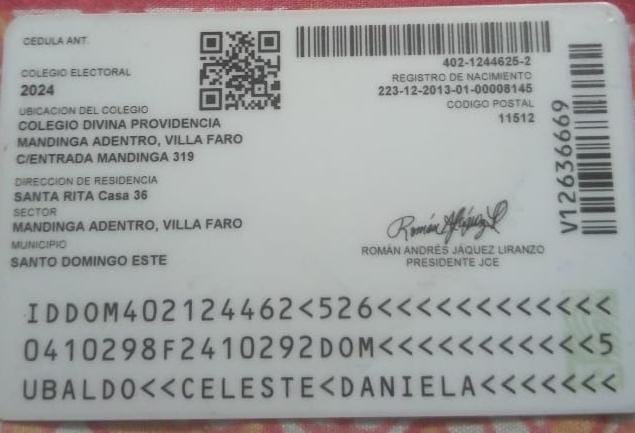 CEDULA ANT.
COLEGIO ELECTORAL
2024
UBICACION DEL COLEGIO
COLEGIO DIVINA PROVIDENCIA
MANDINGA ADENTRO, VILLA FARO
C/ENTRADA MANDINGA 319
DIRECCION DE RESIDENCIA
SANTA RITA Casa 36
SECTOR
MANDINGA ADENTRO, VILLA FARO
MUNICIPIO
SANTO DOMINGO ESTE
402-1244625-2
REGISTRO DE NACIMIENTO
223-12-2013-01-00008145
CODIGO POSTAL
11512
V12636669
ROMÁN ANDRÉS JÁQUEZ LIRANZO
PRESIDENTE JCE
IDDOM402124462<526<<<<<<<<<<<<
0410298F2410292DOM<<<<<<<<<<<5
UBALDO<<CELESTE<DANIELA<<<<<<<